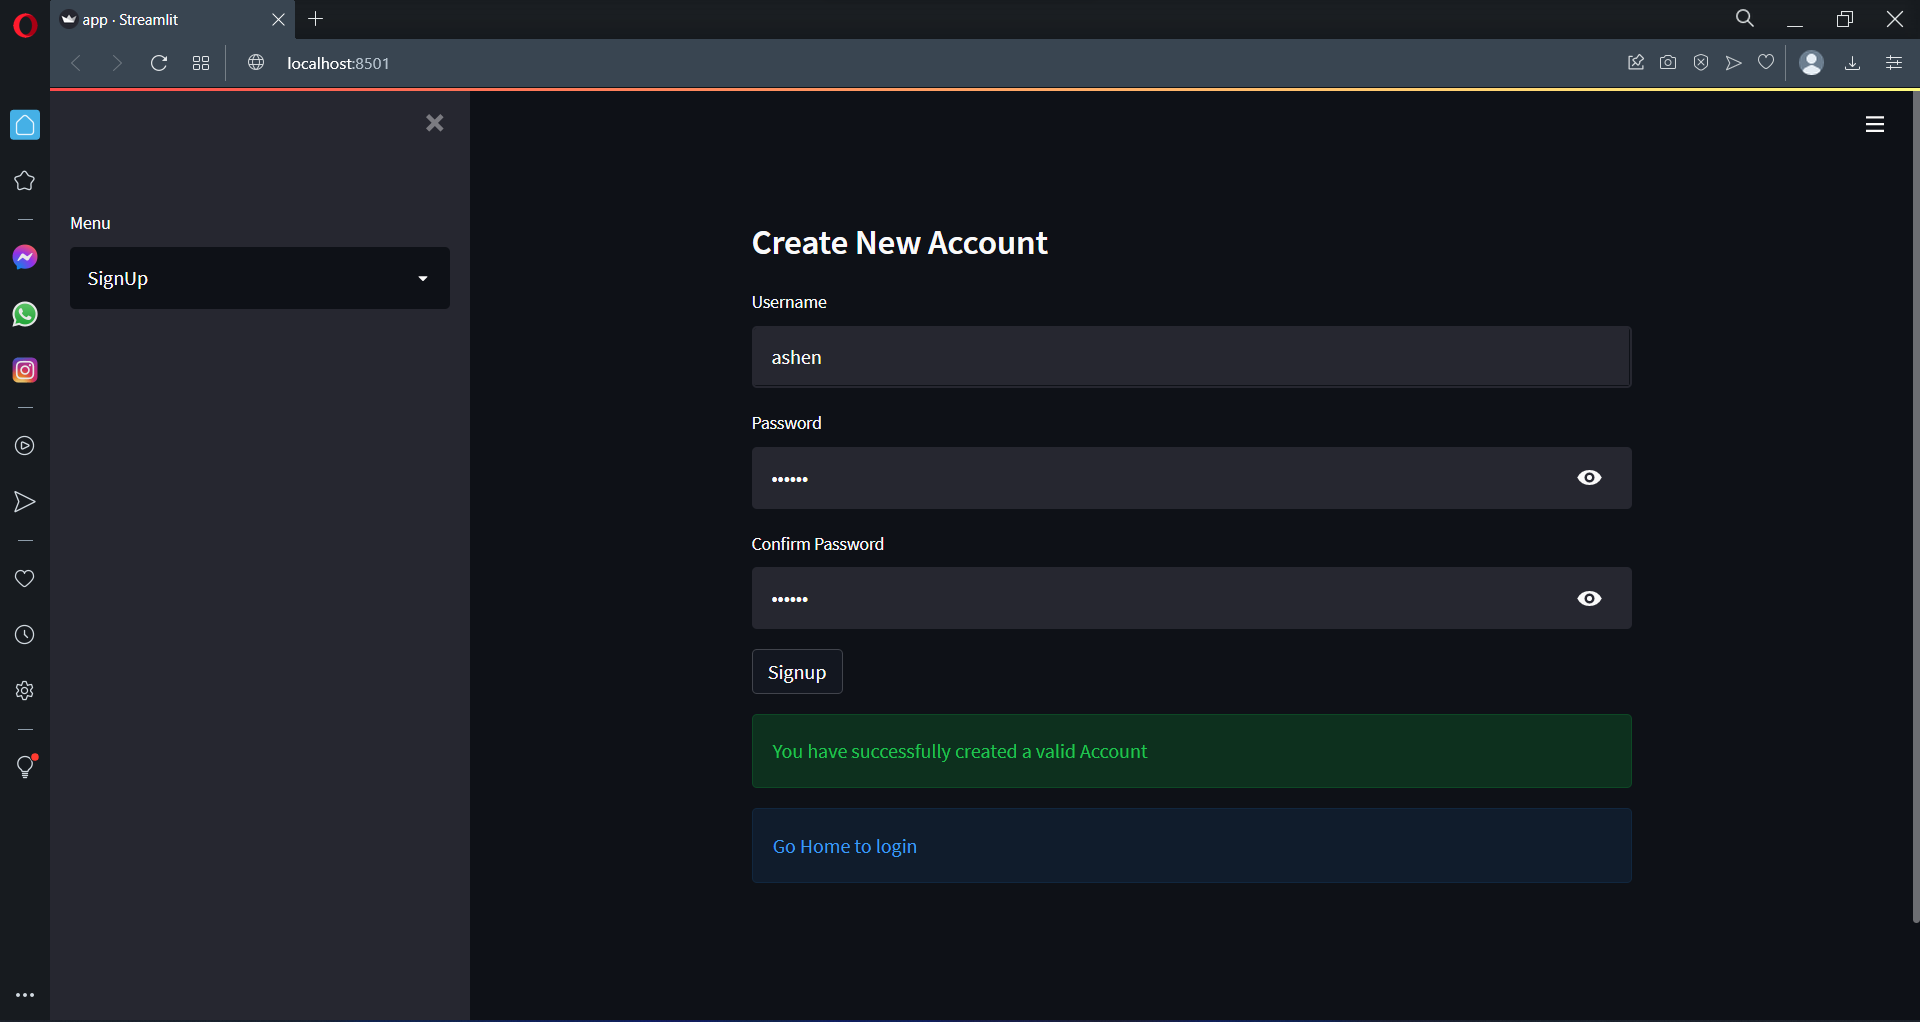 app · Streamlit
localhost:8501
Menu
SignUp
Create New Account
Username
ashen
Password
••••••
Confirm Password
••••••
Signup
You have successfully created a valid Account
Go Home to login